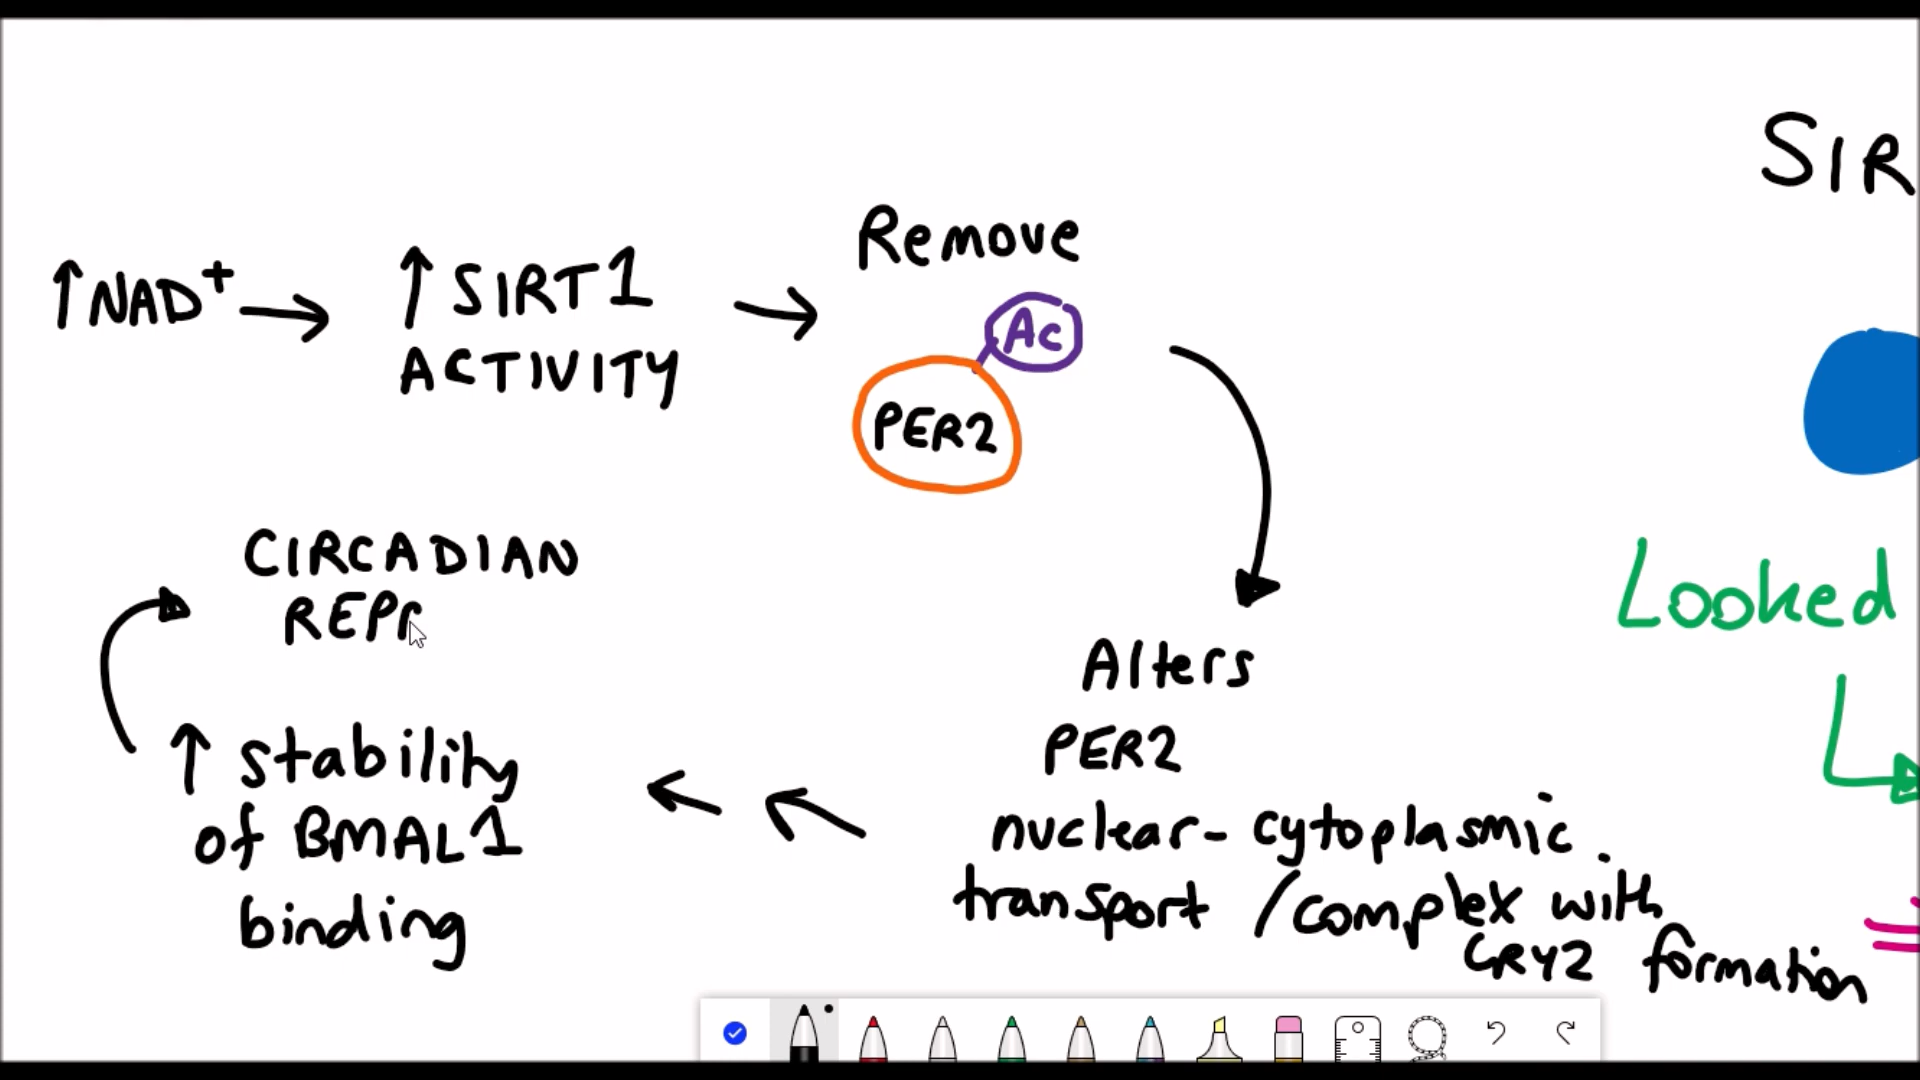 ↑ NAD⁺ → ↑ SIRT1
ACTIVITY
→ Remove
Ac
PER2
Alters
PER2
nuclear-cytoplasmic
transport / complex with
CRY2 formation
↑ stability
of BMAL1
binding
CIRCADIAN
REPr
SIR
Looked